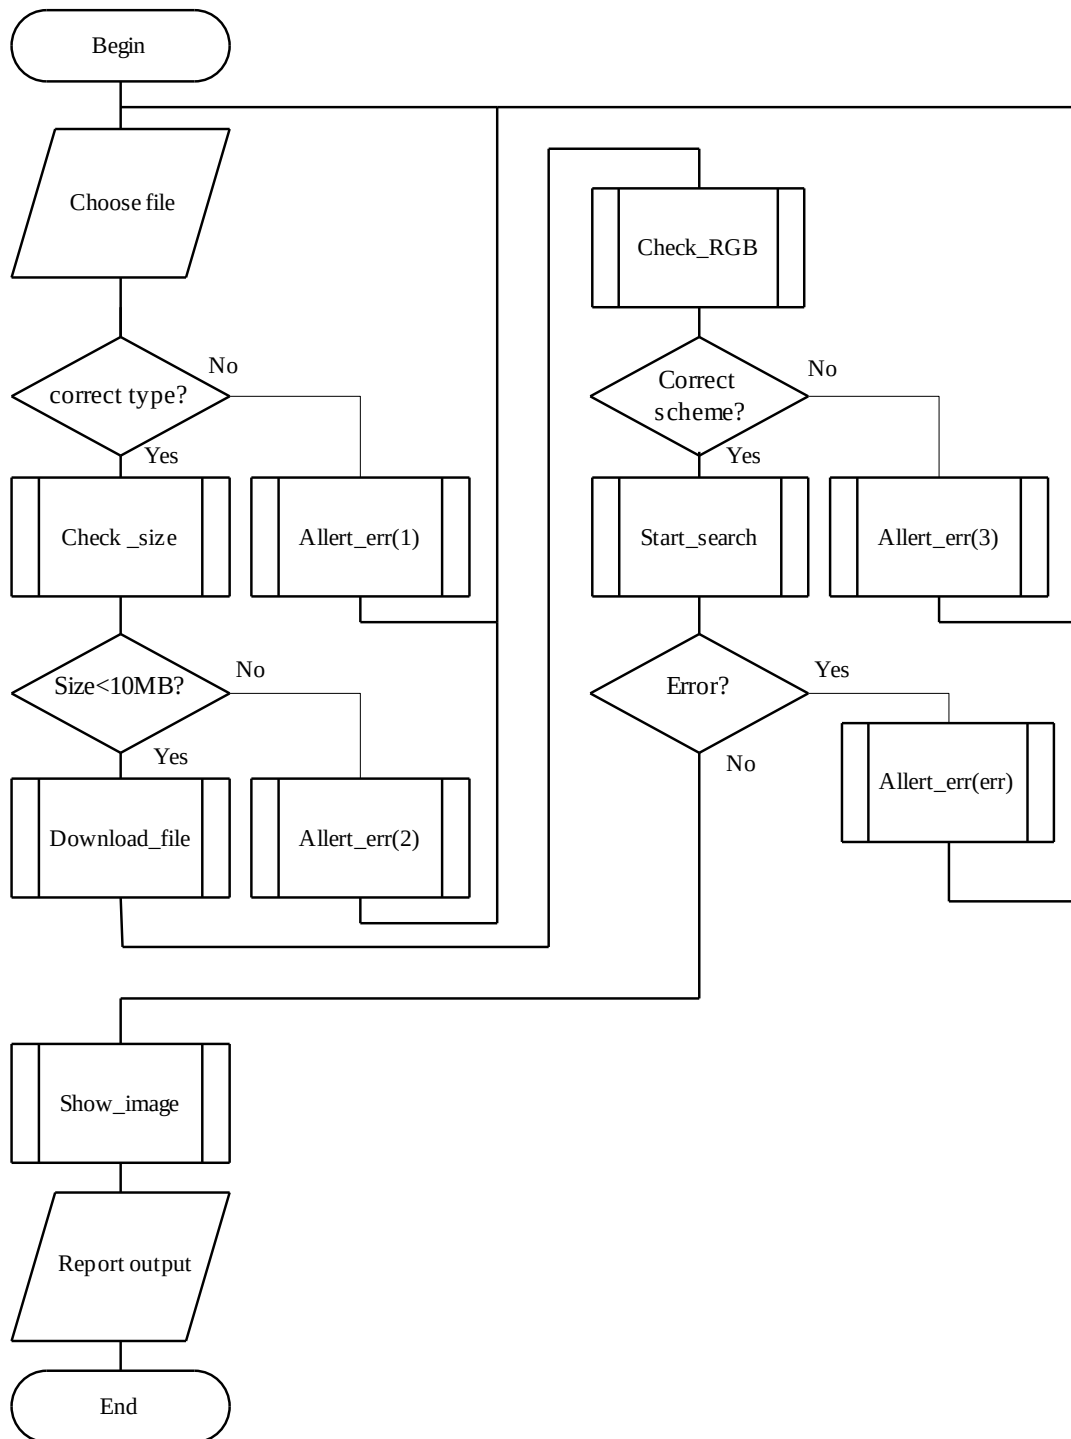 Begin
Choose file
correct type?
No
Yes
Check _size
Allert_err(1)
Size<10MB?
No
Yes
Download_file
Allert_err(2)
Check_RGB
Correct
scheme?
No
Yes
Start_search
Allert_err(3)
Error?
Yes
No
Allert_err(err)
Show_image
Report output
End